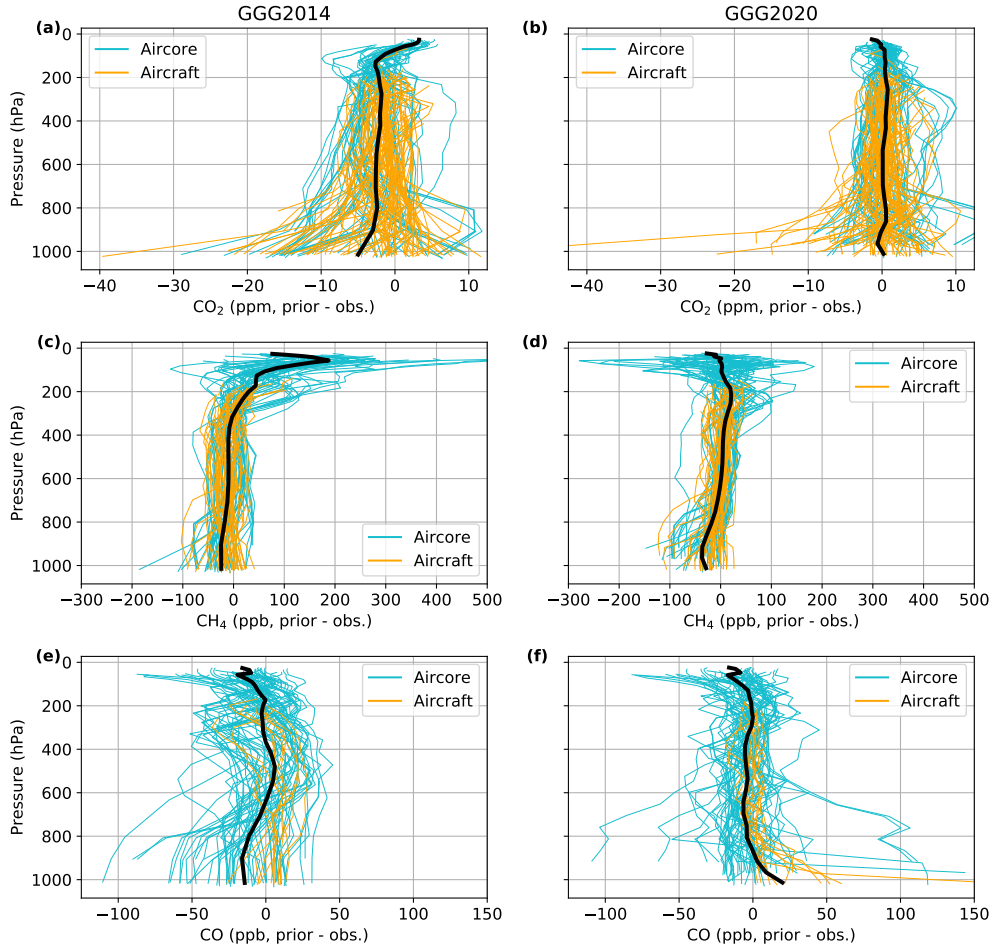 GGG2014
GGG2020
(a)
(b)
Aircore
Aircraft
Aircore
Aircraft
0
200
400
600
800
1000
Pressure (hPa)
−40 −30 −20 −10 0 10
−40 −30 −20 −10 0 10
CO₂ (ppm, prior - obs.)
CO₂ (ppm, prior - obs.)
(c)
(d)
Aircore
Aircraft
Aircore
Aircraft
0
200
400
600
800
1000
Pressure (hPa)
−300 −200 −100 0 100 200 300 400 500
−300 −200 −100 0 100 200 300 400 500
CH₄ (ppb, prior - obs.)
CH₄ (ppb, prior - obs.)
(e)
(f)
Aircore
Aircraft
Aircore
Aircraft
0
200
400
600
800
1000
Pressure (hPa)
−100 −50 0 50 100 150
−100 −50 0 50 100 150
CO (ppb, prior - obs.)
CO (ppb, prior - obs.)